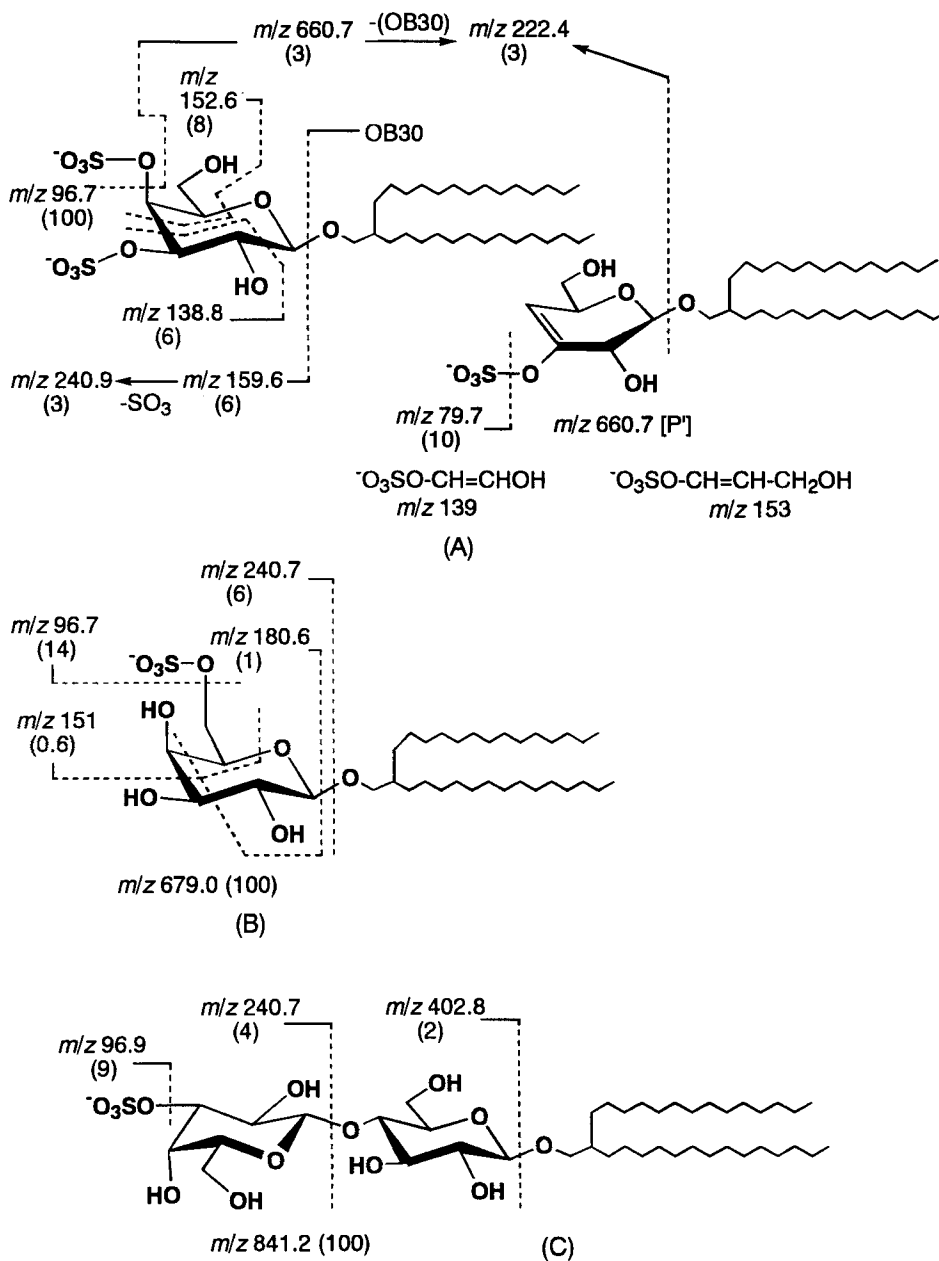 m/z 660.7 -(OB30) m/z 222.4
(3) (3)
m/z
152.6
(8)
OB30
⁻O₃S—O OH
m/z 96.7
(100)
O
O
⁻O₃S—O
HO
m/z 138.8
(6)
m/z 240.9 m/z 159.6
(3) -SO₃ (6)
OH
O
O
⁻O₃S—O
OH
m/z 79.7
(10)
m/z 660.7 [P']
⁻O₃SO-CH=CHOH ⁻O₃SO-CH=CH-CH₂OH
m/z 139 m/z 153
(A)
m/z 240.7
(6)
m/z 96.7
(14)
m/z 180.6
(1)
⁻O₃S—O
HO
m/z 151
(0.6)
O
O
HO
OH
m/z 679.0 (100)
(B)
m/z 240.7 m/z 402.8
(4) (2)
m/z 96.9
(9)
⁻O₃SO OH OH
O
O
O
O
HO
HO OH
OH
m/z 841.2 (100) (C)